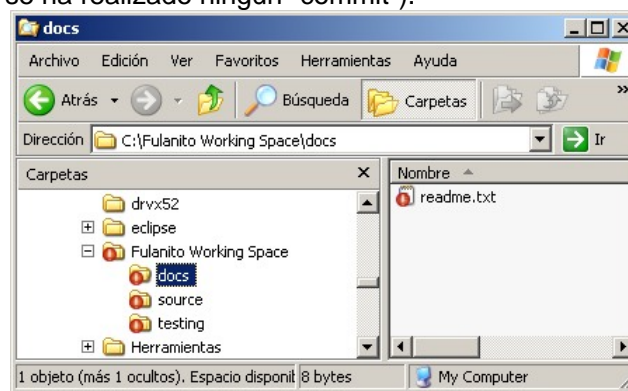 se ha realizado ningún "commit").
docs
Archivo Edición Ver Favoritos Herramientas Ayuda
Atrás Búsqueda Carpetas »
Dirección C:\Fulanito Working Space\docs Ir
Carpetas x Nombre
readme.txt
drvx52
eclipse
Fulanito Working Space
docs
source
testing
Herramientas
1 objeto (más 1 ocultos). Espacio disponil 8 bytes My Computer